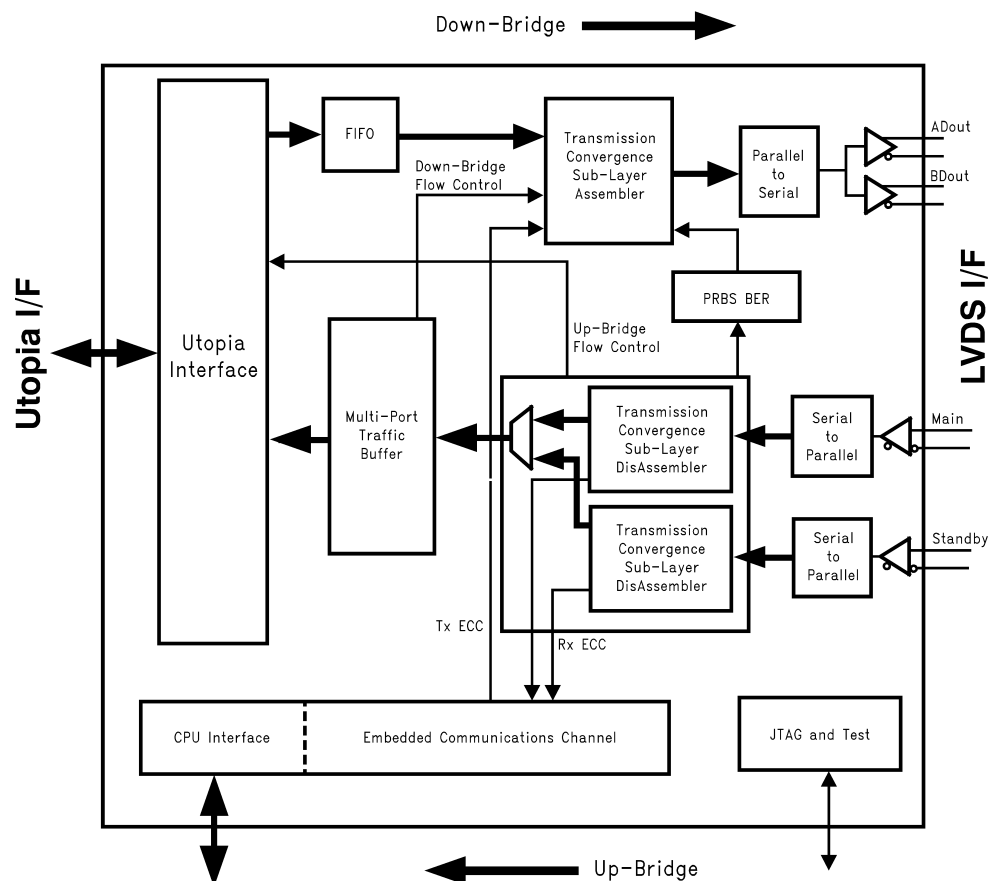 Down-Bridge
FIFO
Transmission
Convergence
Sub-Layer
Assembler
Parallel
to
Serial
ADout
BDout
Down-Bridge
Flow Control
PRBS BER
Utopia I/F
LVDS I/F
Utopia
Interface
Up-Bridge
Flow Control
Multi-Port
Traffic
Buffer
Transmission
Convergence
Sub-Layer
DisAssembler
Serial
to
Parallel
Main
Transmission
Convergence
Sub-Layer
DisAssembler
Serial
to
Parallel
Standby
Tx ECC
Rx ECC
CPU Interface
Embedded Communications Channel
JTAG and Test
Up-Bridge